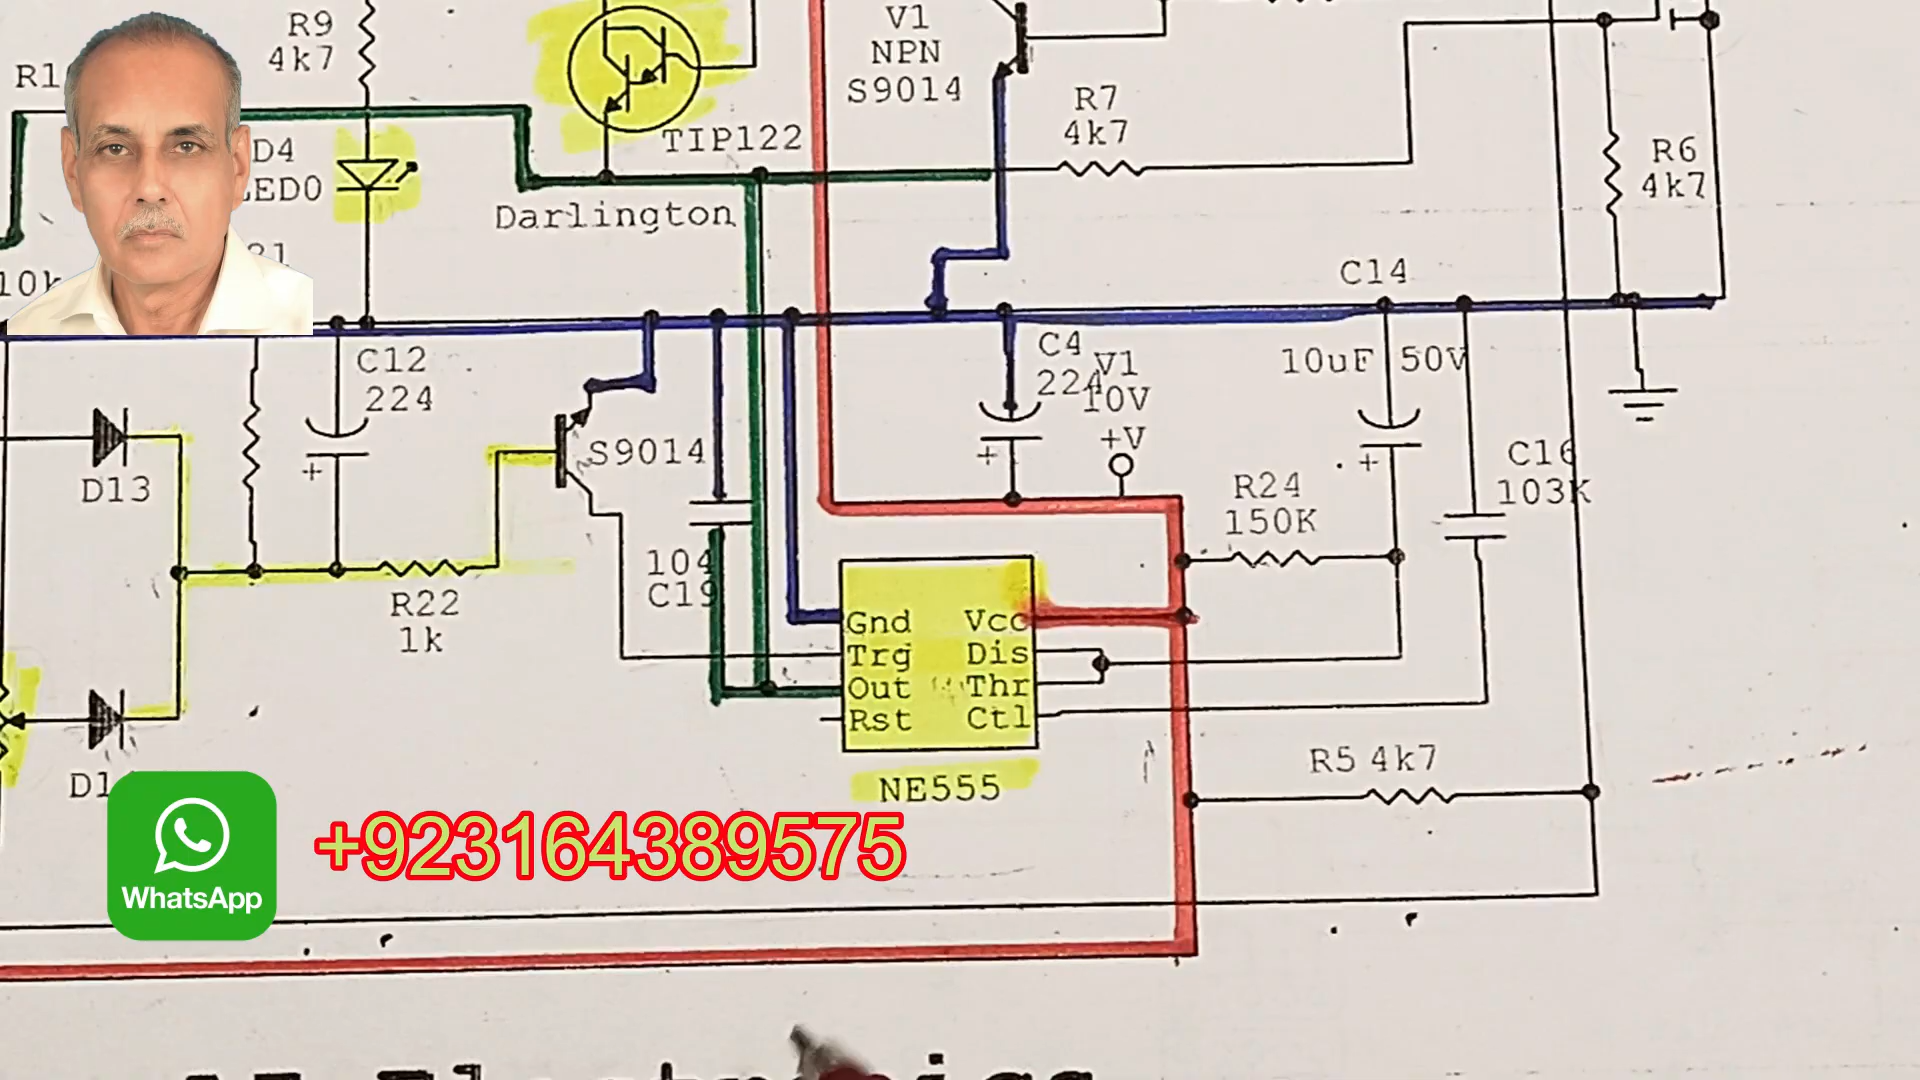 R9
4k7
R1
V1
NPN
S9014
R7
4k7
TIP122
D4
LED0
R6
4k7
Darlington
10k
C14
C12
224
C4
224
V1
10V
+V
10uF 50V
+
D13
S9014
+
+
C16
103K
R24
150K
R22
1k
104
C19
Gnd Vcc
Trg Dis
Out Thr
Rst Ctl
NE555
R5 4k7
WhatsApp
+923164389575